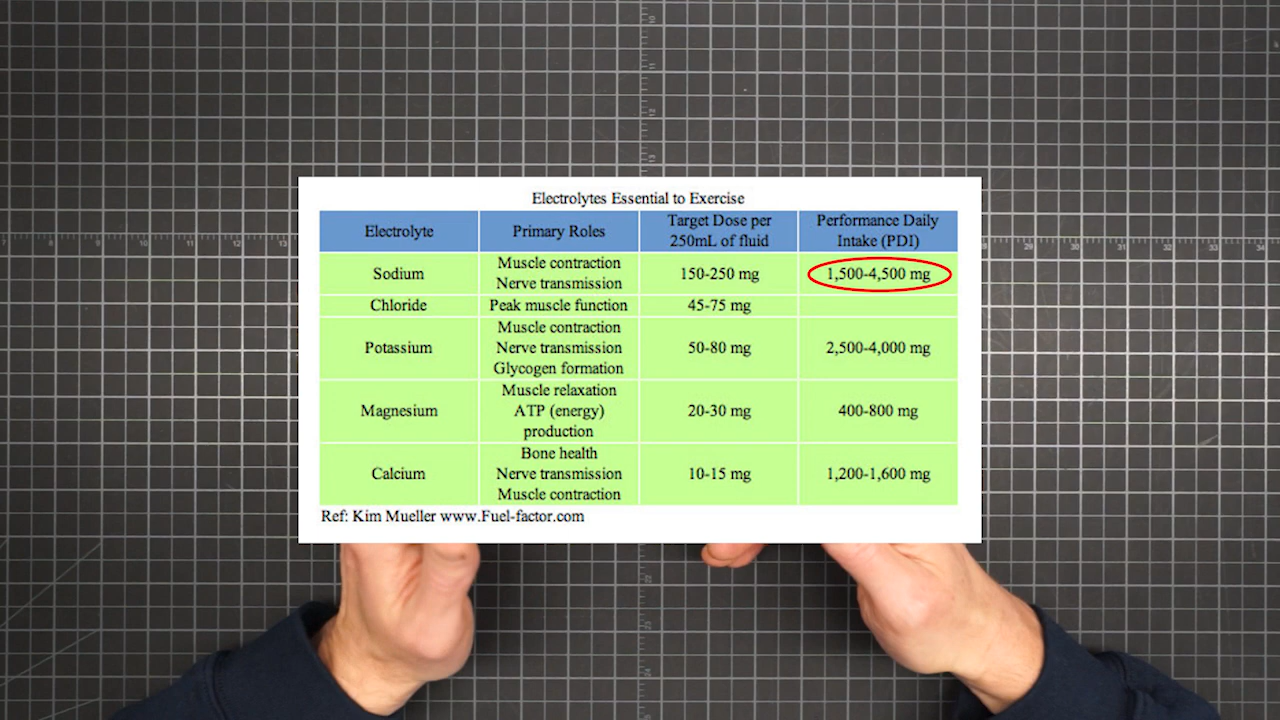 Electrolytes Essential to Exercise
Electrolyte
Primary Roles
Target Dose per
250mL of fluid
Performance Daily
Intake (PDI)
Sodium
Muscle contraction
Nerve transmission
150-250 mg
1,500-4,500 mg
Chloride
Peak muscle function
45-75 mg
Potassium
Muscle contraction
Nerve transmission
Glycogen formation
50-80 mg
2,500-4,000 mg
Magnesium
Muscle relaxation
ATP (energy)
production
20-30 mg
400-800 mg
Calcium
Bone health
Nerve transmission
Muscle contraction
10-15 mg
1,200-1,600 mg
Ref: Kim Mueller www.Fuel-factor.com